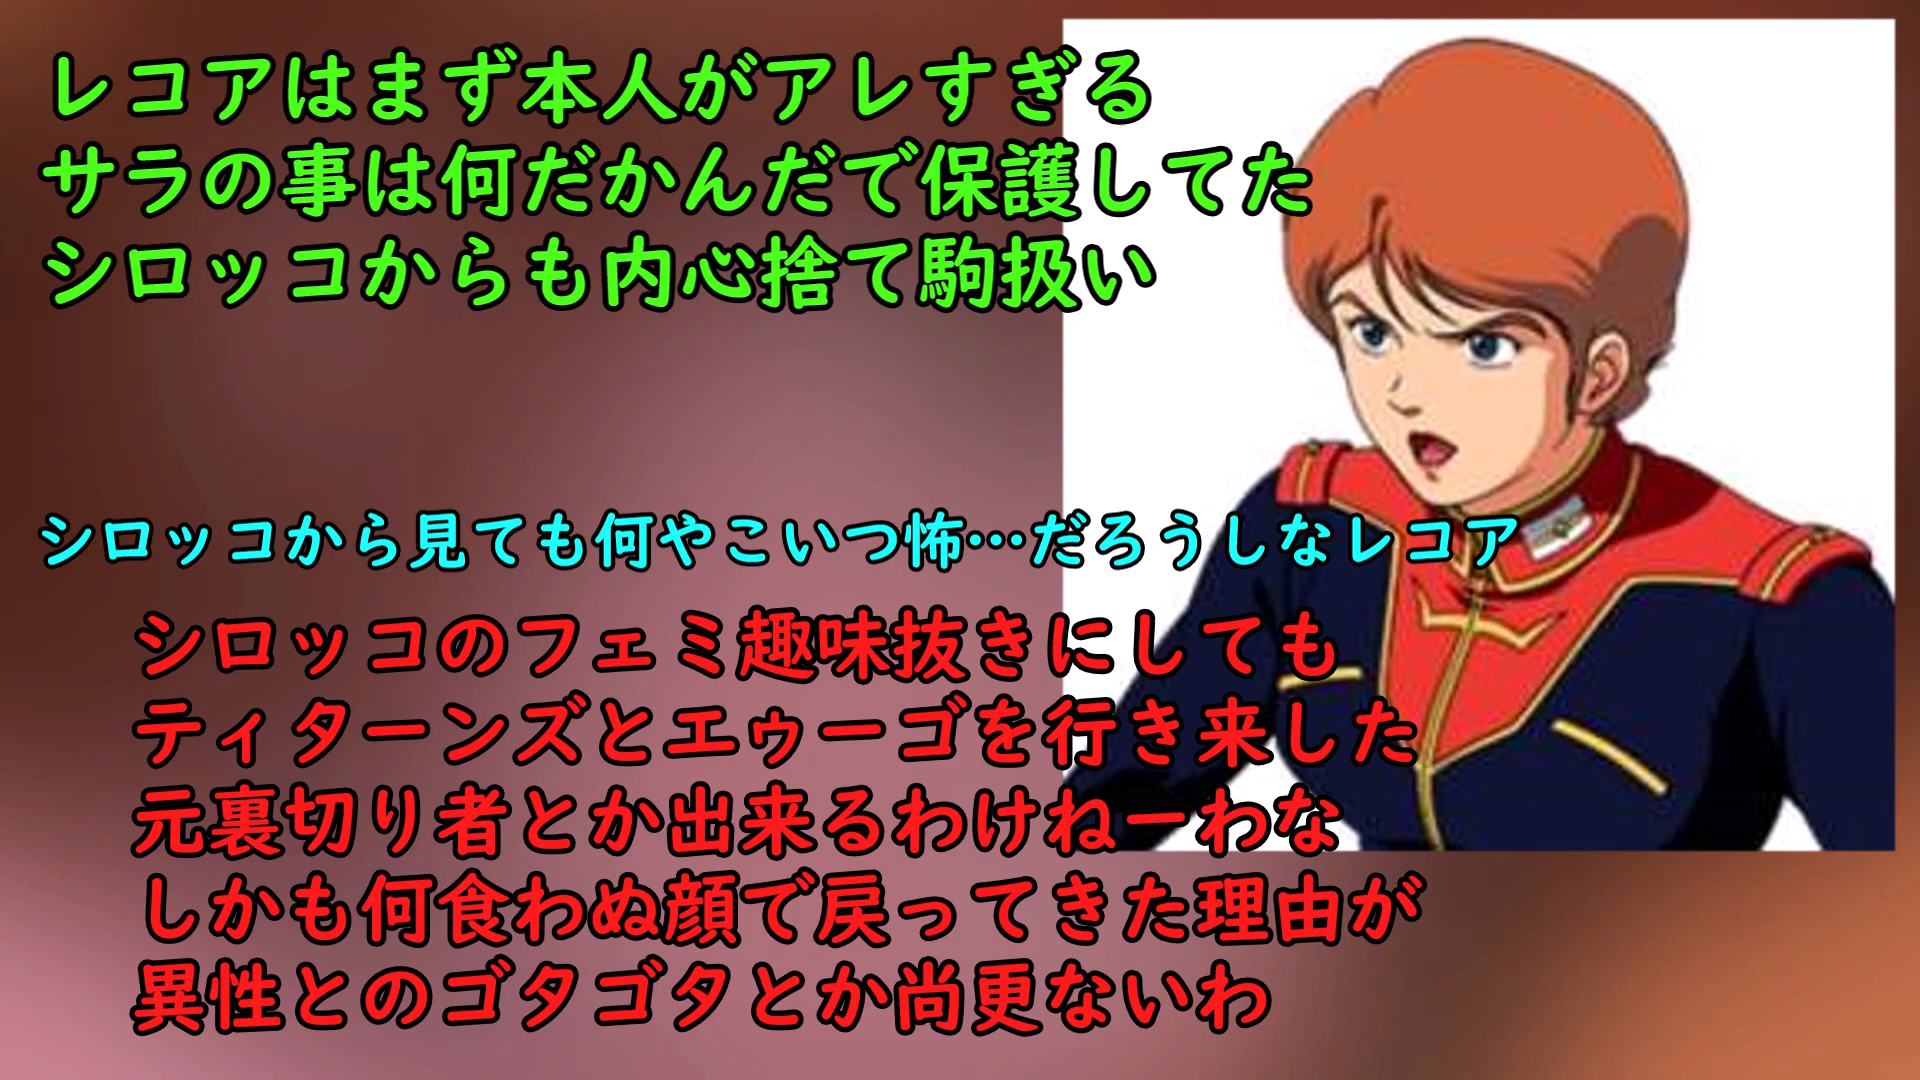 レコアはまず本人がアレすぎる
サラの事は何だかんだで保護してた
シロッコからも内心捨て駒扱い
シロッコから見ても何やこいつ怖…だろうしなレコア
シロッコのフェミ趣味抜きにしても
ティターンズとエゥーゴを行き来した
元裏切り者とか出来るわけねーわな
しかも何食わぬ顔で戻ってきた理由が
異性とのゴタゴタとか尚更ないわ